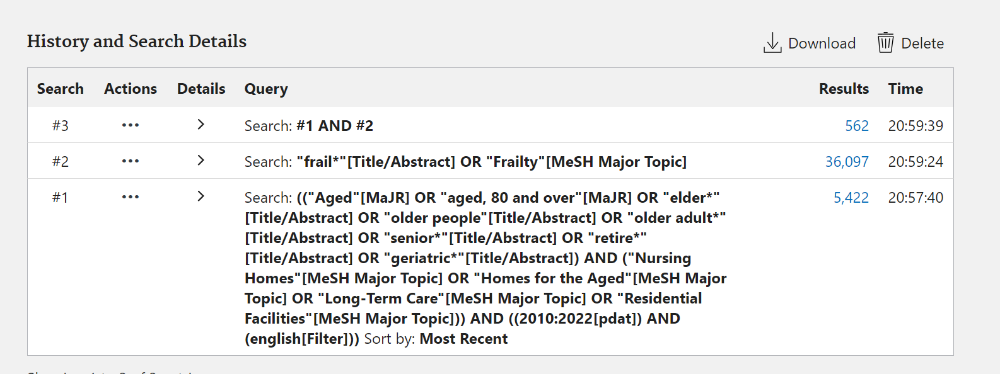 History and Search Details
Download
Delete
Search Actions Details Query Results Time
#3 ••• > Search: #1 AND #2 562 20:59:39
#2 ••• > Search: "frail*"[Title/Abstract] OR "Frailty"[MeSH Major Topic] 36,097 20:59:24
#1 ••• > Search: (("Aged"[MaJR] OR "aged, 80 and over"[MaJR] OR "elder*" 5,422 20:57:40
[Title/Abstract] OR "older people"[Title/Abstract] OR "older adult*"
[Title/Abstract] OR "senior*"[Title/Abstract] OR "retire*"
[Title/Abstract] OR "geriatric*"[Title/Abstract]) AND ("Nursing
Homes"[MeSH Major Topic] OR "Homes for the Aged"[MeSH Major
Topic] OR "Long-Term Care"[MeSH Major Topic] OR "Residential
Facilities"[MeSH Major Topic])) AND ((2010:2022[pdat]) AND
(english[Filter])) Sort by: Most Recent